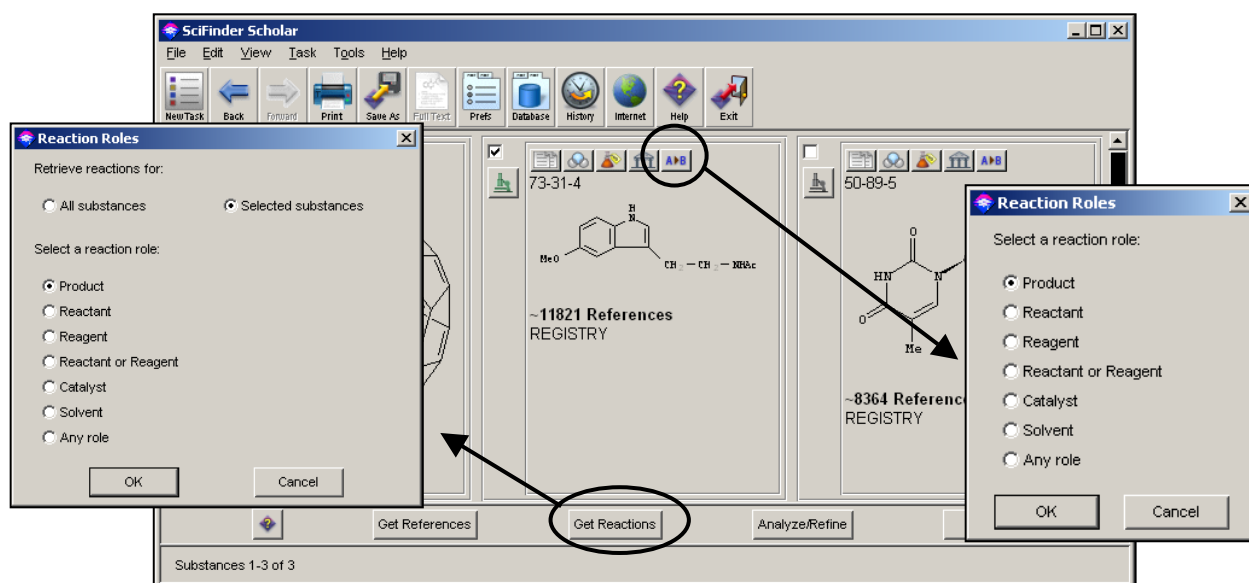 SciFinder Scholar
File Edit View Task Tools Help
New Task Back Forward Print Save As Full Text Prefs Database History Internet Help Exit
Reaction Roles
Retrieve reactions for:
All substances Selected substances
Select a reaction role:
Product
Reactant
Reagent
Reactant or Reagent
Catalyst
Solvent
Any role
OK Cancel
A B
73-31-4
H
N
MeO
CH2-CH2-NHAc
~11821 References
REGISTRY
A B
50-89-5
O
HN
N
O
Me
~8364 Referenc
REGISTRY
Reaction Roles
Select a reaction role:
Product
Reactant
Reagent
Reactant or Reagent
Catalyst
Solvent
Any role
OK Cancel
Get References Get Reactions Analyze/Refine
Substances 1-3 of 3